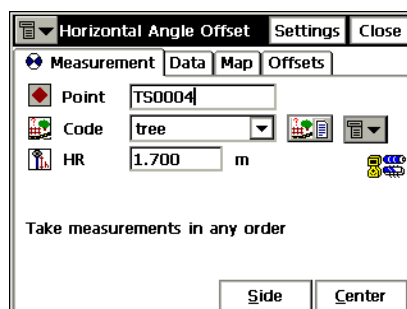 Horizontal Angle Offset Settings Close
Measurement Data Map Offsets
Point TS0004
Code tree
HR 1.700 m
Take measurements in any order
Side Center